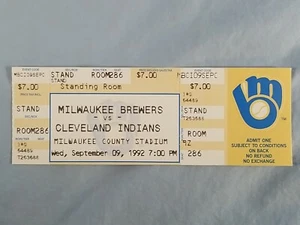 MBCID9SEPC STAND ROOM286 $7.00 MBCID9SEPC
$7.00 Standing Room $7.00
STAND MILWAUKEE BREWERS STAND
- VS -
ROOM286 CLEVELAND INDIANS ROOM
MILWAUKEE COUNTY STADIUM
Wed, September 09, 1992 7:00 PM 286
ADMIT ONE
SUBJECT TO CONDITIONS
ON BACK
NO REFUND
NO EXCHANGE